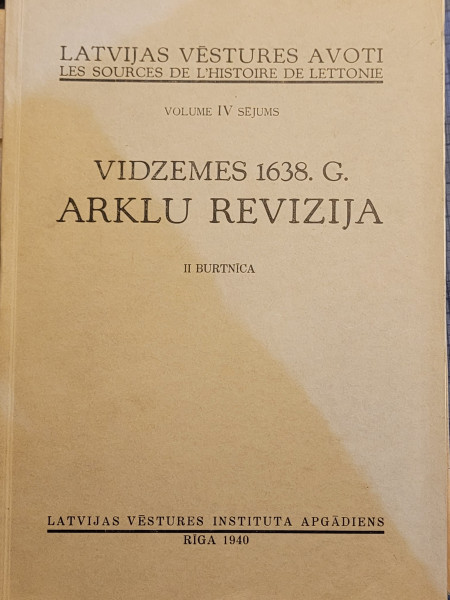 LATVIJAS VĒSTURES AVOTI
LES SOURCES DE L'HISTOIRE DE LETTONIE
VOLUME IV SĒJUMS
VIDZEMES 1638. G.
ARKLU REVIZIJA
II BURTNĪCA
LATVIJAS VĒSTURES INSTITUTA APGĀDIENS
RĪGA 1940